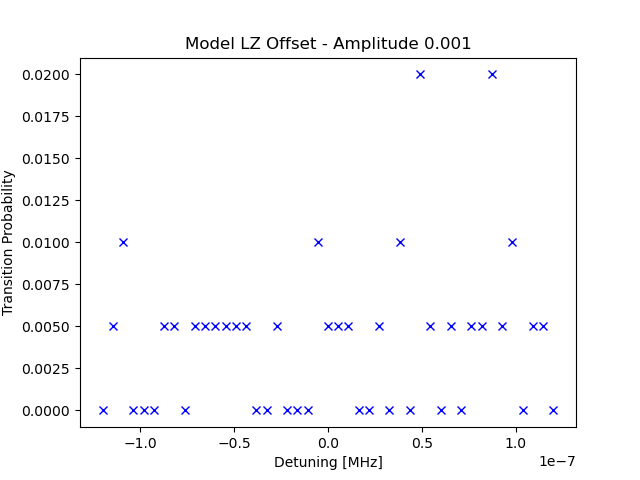 Model LZ Offset - Amplitude 0.001
Transition Probability
0.0200
0.0175
0.0150
0.0125
0.0100
0.0075
0.0050
0.0025
0.0000
−1.0 −0.5 0.0 0.5 1.0
1e−7
Detuning [MHz]